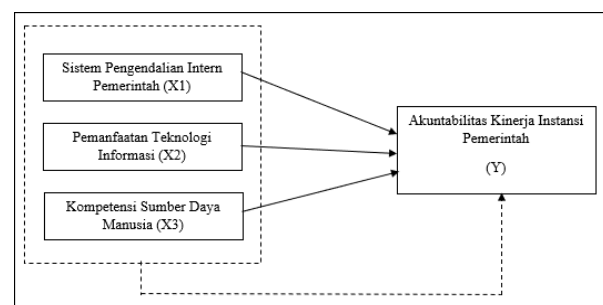 Sistem Pengendalian Intern
Pemerintah (X1)
Pemanfaatan Teknologi
Informasi (X2)
Kompetensi Sumber Daya
Manusia (X3)
Akuntabilitas Kinerja Instansi
Pemerintah
(Y)